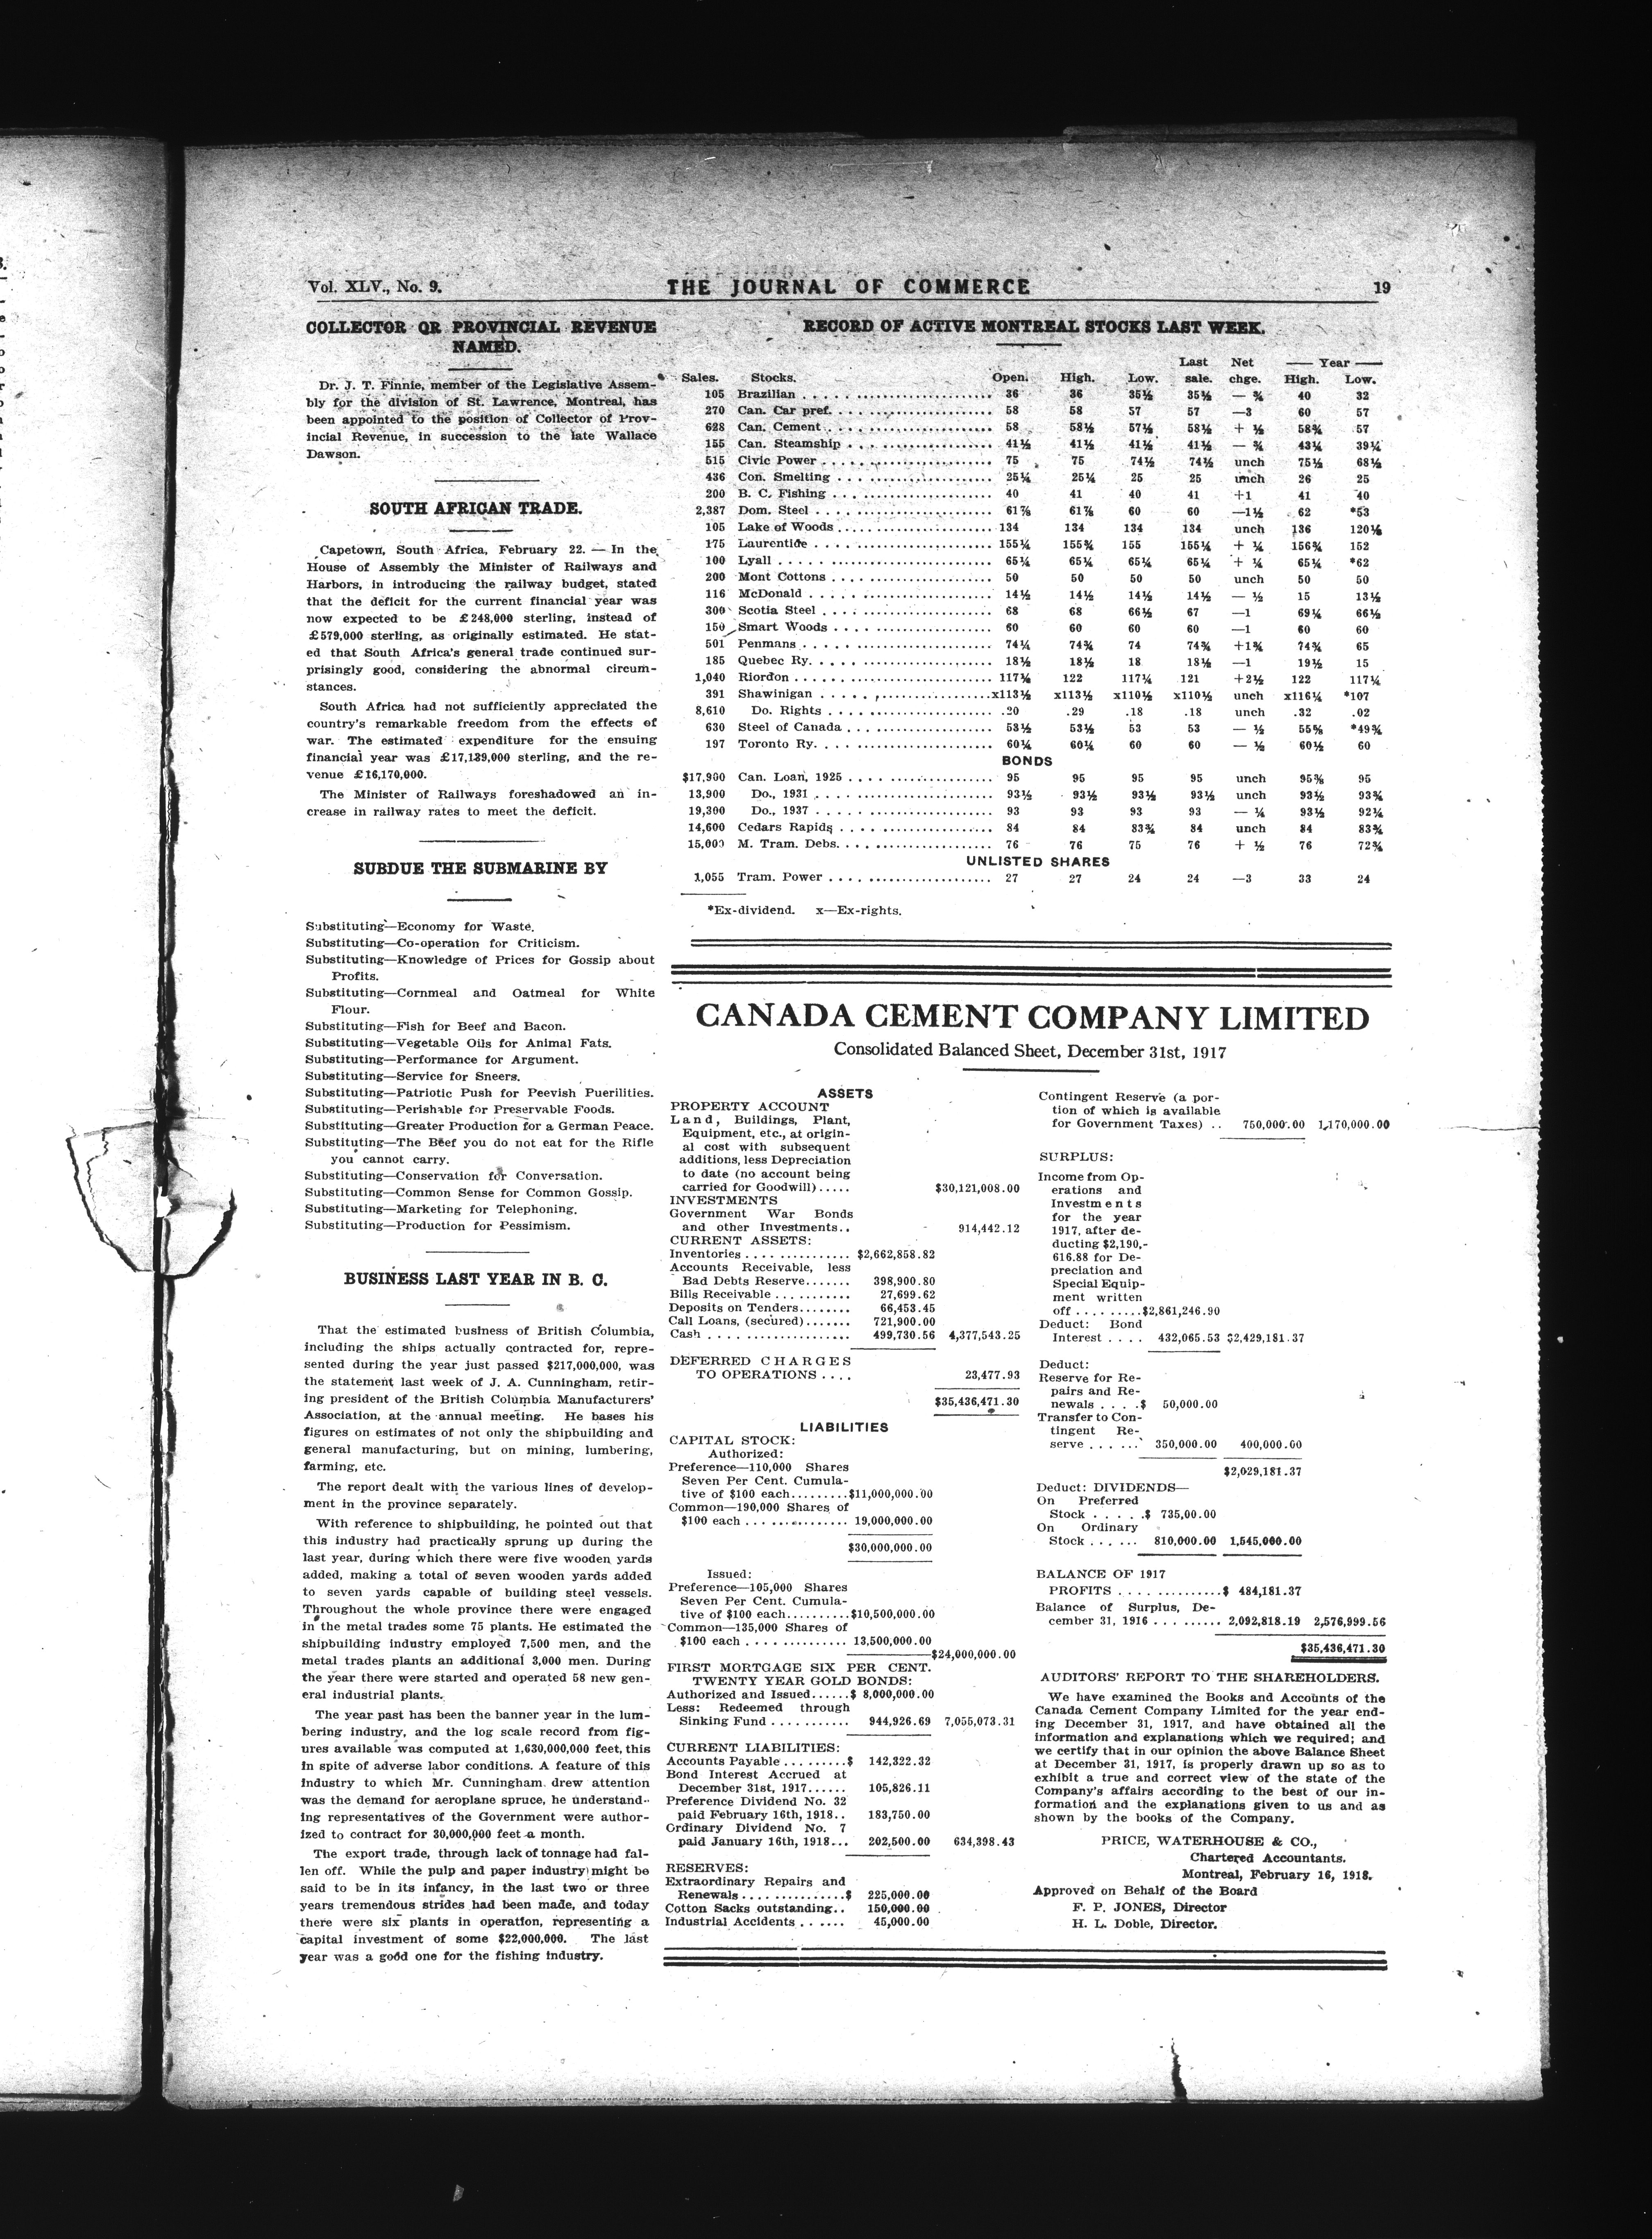 Vol. XLV., No. 9.
THE JOURNAL OF COMMERCE
19
COLLECTOR OR PROVINCIAL REVENUE
NAMED.
Dr. J. T. Finnie, member of the Legislative Assem-
bly for the division of St. Lawrence, Montreal, has
been appointed to the position of Collector of Prov-
incial Revenue, in succession to the late Wallace
Dawson.
SOUTH AFRICAN TRADE.
Capetown, South Africa, February 22. — In the
House of Assembly the Minister of Railways and
Harbors, in introducing the railway budget, stated
that the deficit for the current financial year was
now expected to be £248,000 sterling, instead of
£579,000 sterling, as originally estimated. He stat-
ed that South Africa's general trade continued sur-
prisingly good, considering the abnormal circum-
stances.
South Africa had not sufficiently appreciated the
country's remarkable freedom from the effects of
war. The estimated expenditure for the ensuing
financial year was £17,139,000 sterling, and the re-
venue £16,170,000.
The Minister of Railways foreshadowed an in-
crease in railway rates to meet the deficit.
SUBDUE THE SUBMARINE BY
Substituting—Economy for Waste.
Substituting—Co-operation for Criticism.
Substituting—Knowledge of Prices for Gossip about
Profits.
Substituting—Cornmeal and Oatmeal for White
Flour.
Substituting—Fish for Beef and Bacon.
Substituting—Vegetable Oils for Animal Fats.
Substituting—Performance for Argument.
Substituting—Service for Sneers.
Substituting—Patriotic Push for Peevish Puerilities.
Substituting—Perishable for Preservable Foods.
Substituting—Greater Production for a German Peace.
Substituting—The Beef you do not eat for the Rifle
you cannot carry.
Substituting—Conservation for Conversation.
Substituting—Common Sense for Common Gossip.
Substituting—Marketing for Telephoning.
Substituting—Production for Pessimism.
BUSINESS LAST YEAR IN B. C.
That the estimated business of British Columbia,
including the ships actually contracted for, repre-
sented during the year just passed $217,000,000, was
the statement last week of J. A. Cunningham, retir-
ing president of the British Columbia Manufacturers'
Association, at the annual meeting. He bases his
figures on estimates of not only the shipbuilding and
general manufacturing, but on mining, lumbering,
farming, etc.
The report dealt with the various lines of develop-
ment in the province separately.
With reference to shipbuilding, he pointed out that
this industry had practically sprung up during the
last year, during which there were five wooden yards
added, making a total of seven wooden yards added
to seven yards capable of building steel vessels.
Throughout the whole province there were engaged
in the metal trades some 75 plants. He estimated the
shipbuilding industry employed 7,500 men, and the
metal trades plants an additional 3,000 men. During
the year there were started and operated 58 new gen-
eral industrial plants.
The year past has been the banner year in the lum-
bering industry, and the log scale record from fig-
ures available was computed at 1,630,000,000 feet, this
in spite of adverse labor conditions. A feature of this
industry to which Mr. Cunningham drew attention
was the demand for aeroplane spruce, he understand-
ing representatives of the Government were author-
ized to contract for 30,000,000 feet a month.
The export trade, through lack of tonnage had fal-
len off. While the pulp and paper industry might be
said to be in its infancy, in the last two or three
years tremendous strides had been made, and today
there were six plants in operation, representing a
capital investment of some $22,000,000. The last
year was a good one for the fishing industry.
RECORD OF ACTIVE MONTREAL STOCKS LAST WEEK.
Last Net — Year —
Sales. Stocks. Open. High. Low. sale. chge. High. Low.
105 Brazilian . . . . 36 36 35½ 35½ — ¾ 40 32
270 Can. Car pref. . . . 58 58 57 57 —3 60 57
628 Can. Cement . . . . 58 58½ 57½ 58½ + ½ 58¾ 57
155 Can. Steamship . . . . 41½ 41½ 41½ 41½ — ¾ 43¼ 39¼
515 Civic Power . . . . 75 75 74½ 74½ unch 75½ 68½
436 Con. Smelting . . . . 25¼ 25¼ 25 25 unch 26 25
200 B. C. Fishing . . . . 40 41 40 41 +1 41 40
2,387 Dom. Steel . . . . 61⅞ 61⅞ 60 60 —1½ 62 *53
105 Lake of Woods . . . . 134 134 134 134 unch 136 120⅛
175 Laurentide . . . . 155¼ 155¾ 155 155¼ + ¼ 156¾ 152
100 Lyall . . . . 65¼ 65¼ 65¼ 65¼ + ¼ 65¼ *62
200 Mont Cottons . . . . 50 50 50 50 unch 50 50
116 McDonald . . . . 14½ 14½ 14½ 14½ — ½ 15 13½
300 Scotia Steel . . . . 68 68 66½ 67 —1 69¼ 66½
150 Smart Woods . . . . 60 60 60 60 —1 60 60
501 Penmans . . . . 74¼ 74¾ 74 74¾ +1¾ 74¾ 65
185 Quebec Ry. . . . . 18½ 18½ 18 18½ —1 19½ 15
1,040 Riordon . . . . 117⅛ 122 117¼ 121 +2½ 122 117¼
391 Shawinigan . . . . x113½ x113½ x110½ x110½ unch x116¼ *107
8,610 Do. Rights . . . . .20 .29 .18 .18 unch .32 .02
630 Steel of Canada . . . . 53½ 53½ 53 53 — ½ 55⅝ *49¾
197 Toronto Ry. . . . . 60¼ 60¼ 60 60 — ½ 60½ 60
BONDS
$17,900 Can. Loan, 1925 . . . . 95 95 95 95 unch 95⅝ 95
13,900 Do., 1931 . . . . 93½ 93½ 93½ 93½ unch 93½ 93¾
19,300 Do., 1937 . . . . 93 93 93 93 — ¼ 93½ 92¼
14,600 Cedars Rapids . . . . 84 84 83¾ 84 unch 84 83¾
15,000 M. Tram. Debs. . . . . 76 76 75 76 + ½ 76 72¾
UNLISTED SHARES
1,055 Tram. Power . . . . 27 27 24 24 —3 33 24
*Ex-dividend. x—Ex-rights.
CANADA CEMENT COMPANY LIMITED
Consolidated Balanced Sheet, December 31st, 1917
ASSETS
PROPERTY ACCOUNT
Land, Buildings, Plant,
Equipment, etc., at origin-
al cost with subsequent
additions, less Depreciation
to date (no account being
carried for Goodwill)..... $30,121,008.00
INVESTMENTS
Government War Bonds
and other Investments.. 914,442.12
CURRENT ASSETS:
Inventories .... $2,662,858.82
Accounts Receivable, less
Bad Debts Reserve....... 398,900.80
Bills Receivable ........... 27,699.62
Deposits on Tenders........ 66,453.45
Call Loans, (secured)....... 721,900.00
Cash .... 499,730.56 4,377,543.25
DEFERRED CHARGES
TO OPERATIONS .... 23,477.93
$35,436,471.30
LIABILITIES
CAPITAL STOCK:
Authorized:
Preference—110,000 Shares
Seven Per Cent. Cumula-
tive of $100 each.........$11,000,000.00
Common—190,000 Shares of
$100 each .............. 19,000,000.00
$30,000,000.00
Issued:
Preference—105,000 Shares
Seven Per Cent. Cumula-
tive of $100 each..........$10,500,000.00
Common—135,000 Shares of
$100 each .............. 13,500,000.00
$24,000,000.00
FIRST MORTGAGE SIX PER CENT.
TWENTY YEAR GOLD BONDS:
Authorized and Issued......$ 8,000,000.00
Less: Redeemed through
Sinking Fund ........... 944,926.69 7,055,073.31
CURRENT LIABILITIES:
Accounts Payable .........$ 142,322.32
Bond Interest Accrued at
December 31st, 1917...... 105,826.11
Preference Dividend No. 32
paid February 16th, 1918.. 183,750.00
Ordinary Dividend No. 7
paid January 16th, 1918... 202,500.00 634,398.43
RESERVES:
Extraordinary Repairs and
Renewals ...............$ 225,000.00
Cotton Sacks outstanding.. 150,000.00
Industrial Accidents ...... 45,000.00
Contingent Reserve (a por-
tion of which is available
for Government Taxes) .. 750,000.00 1,170,000.00
SURPLUS:
Income from Op-
erations and
Investments
for the year
1917, after de-
ducting $2,190,-
616.88 for De-
preciation and
Special Equip-
ment written
off .........$2,861,246.90
Deduct: Bond
Interest .... 432,065.53 $2,429,181.37
Deduct:
Reserve for Re-
pairs and Re-
newals . . . .$ 50,000.00
Transfer to Con-
tingent Re-
serve ...... 350,000.00 400,000.00
$2,029,181.37
Deduct: DIVIDENDS—
On Preferred
Stock . . . . .$ 735,00.00
On Ordinary
Stock . . .... 810,000.00 1,545,000.00
BALANCE OF 1917
PROFITS ..............$ 484,181.37
Balance of Surplus, De-
cember 31, 1916 ......... 2,092,818.19 2,576,999.56
$35,436,471.30
AUDITORS' REPORT TO THE SHAREHOLDERS.
We have examined the Books and Accounts of the
Canada Cement Company Limited for the year end-
ing December 31, 1917, and have obtained all the
information and explanations which we required; and
we certify that in our opinion the above Balance Sheet
at December 31, 1917, is properly drawn up so as to
exhibit a true and correct view of the state of the
Company's affairs according to the best of our in-
formation and the explanations given to us and as
shown by the books of the Company.
PRICE, WATERHOUSE & CO.,
Chartered Accountants.
Montreal, February 16, 1918.
Approved on Behalf of the Board
F. P. JONES, Director
H. L. Doble, Director.